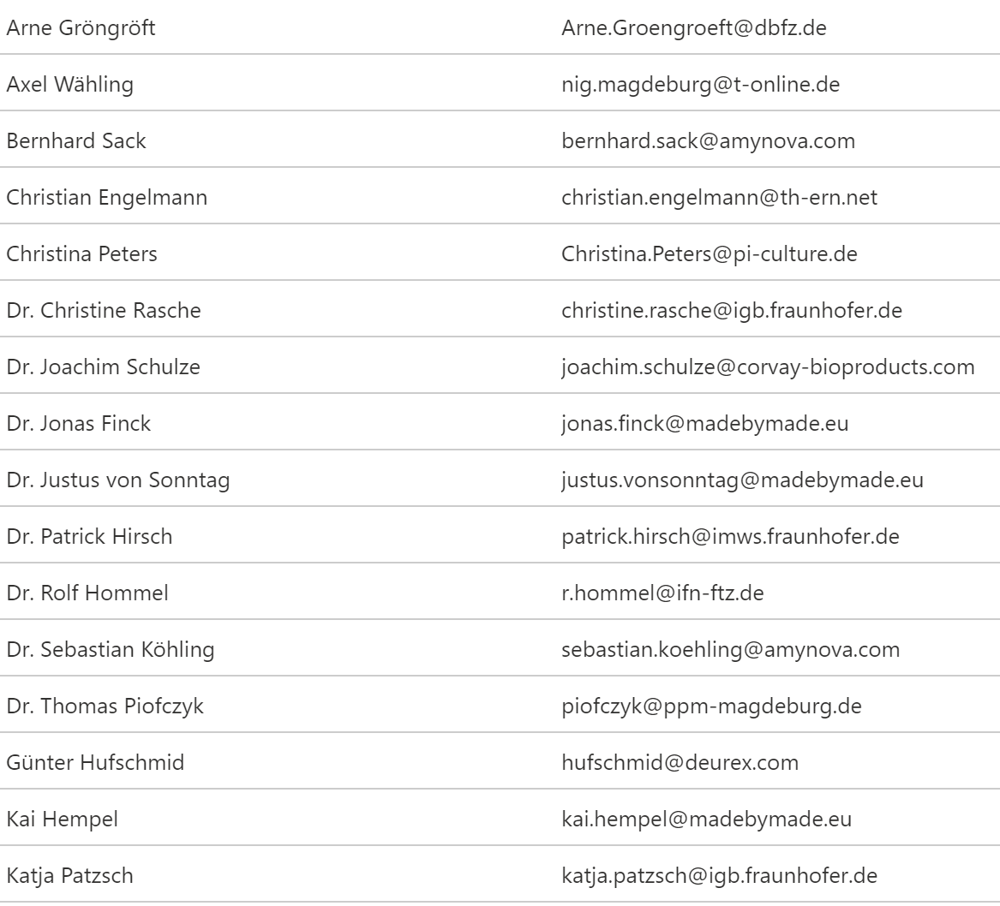 Arne Gröngröft Arne.Groengroeft@dbfz.de
Axel Wähling nig.magdeburg@t-online.de
Bernhard Sack bernhard.sack@amynova.com
Christian Engelmann christian.engelmann@th-ern.net
Christina Peters Christina.Peters@pi-culture.de
Dr. Christine Rasche christine.rasche@igb.fraunhofer.de
Dr. Joachim Schulze joachim.schulze@corvay-bioproducts.com
Dr. Jonas Finck jonas.finck@madebymade.eu
Dr. Justus von Sonntag justus.vonsonntag@madebymade.eu
Dr. Patrick Hirsch patrick.hirsch@imws.fraunhofer.de
Dr. Rolf Hommel r.hommel@ifn-ftz.de
Dr. Sebastian Köhling sebastian.koehling@amynova.com
Dr. Thomas Piofczyk piofczyk@ppm-magdeburg.de
Günter Hufschmid hufschmid@deurex.com
Kai Hempel kai.hempel@madebymade.eu
Katja Patzsch katja.patzsch@igb.fraunhofer.de